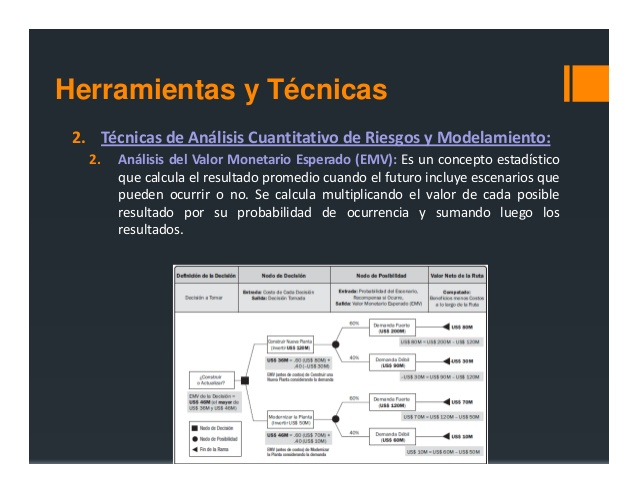 Herramientas y Técnicas
2. Técnicas de Análisis Cuantitativo de Riesgos y Modelamiento:
2. Análisis del Valor Monetario Esperado (EMV): Es un concepto estadístico
que calcula el resultado promedio cuando el futuro incluye escenarios que
pueden ocurrir o no. Se calcula multiplicando el valor de cada posible
resultado por su probabilidad de ocurrencia y sumando luego los
resultados.
Definición de la Decisión Nodo de Decisión Nodo de Posibilidad Valor Neto de la Ruta
Decisión a Tomar
Entrada: Costo de Cada Decisión
Salida: Decisión Tomada
Entrada: Probabilidad del Escenario,
Recompensa si Ocurre,
Salida: Valor Monetario Esperado (EMV)
Computado:
Beneficios menos Costos
a lo largo de la Ruta
¿Construir
o Actualizar?
EMV de la Decisión =
US$ 46M (el mayor de
US$ 36M y US$ 46M)
Construir Nueva Planta
(Invertir US$ 120M)
US$ 36M = .60 (US$ 80M) +
.40 (–US$ 30M)
EMV (antes de costos) de Construir una
Nueva Planta considerando la demanda
60%
Demanda Fuerte
(US$ 200M)
US$ 80M
US$ 80M = US$ 200M – US$ 120M
40%
Demanda Débil
(US$ 90M)
US$ 30M
–US$ 30M = US$ 90M – US$ 120M
Modernizar la Planta
(Invertir US$ 50M)
US$ 46M = .60 (US$ 70M) +
.40 (US$ 10M)
EMV (antes de costos) de Modernizar
la Planta considerando la demanda
60%
Demanda Fuerte
(US$ 120M)
US$ 70M
US$ 70M = US$ 120M – US$ 50M
40%
Demanda Débil
(US$ 60M)
US$ 10M
US$ 10M = US$ 60M – US$ 50M
Nodo de Decisión
Nodo de Posibilidad
Fin de la Rama